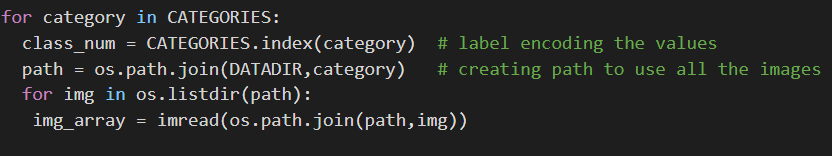 for category in CATEGORIES:
  class_num = CATEGORIES.index(category)  # label encoding the values
  path = os.path.join(DATADIR,category)   # creating path to use all the images
  for img in os.listdir(path):
   img_array = imread(os.path.join(path,img))